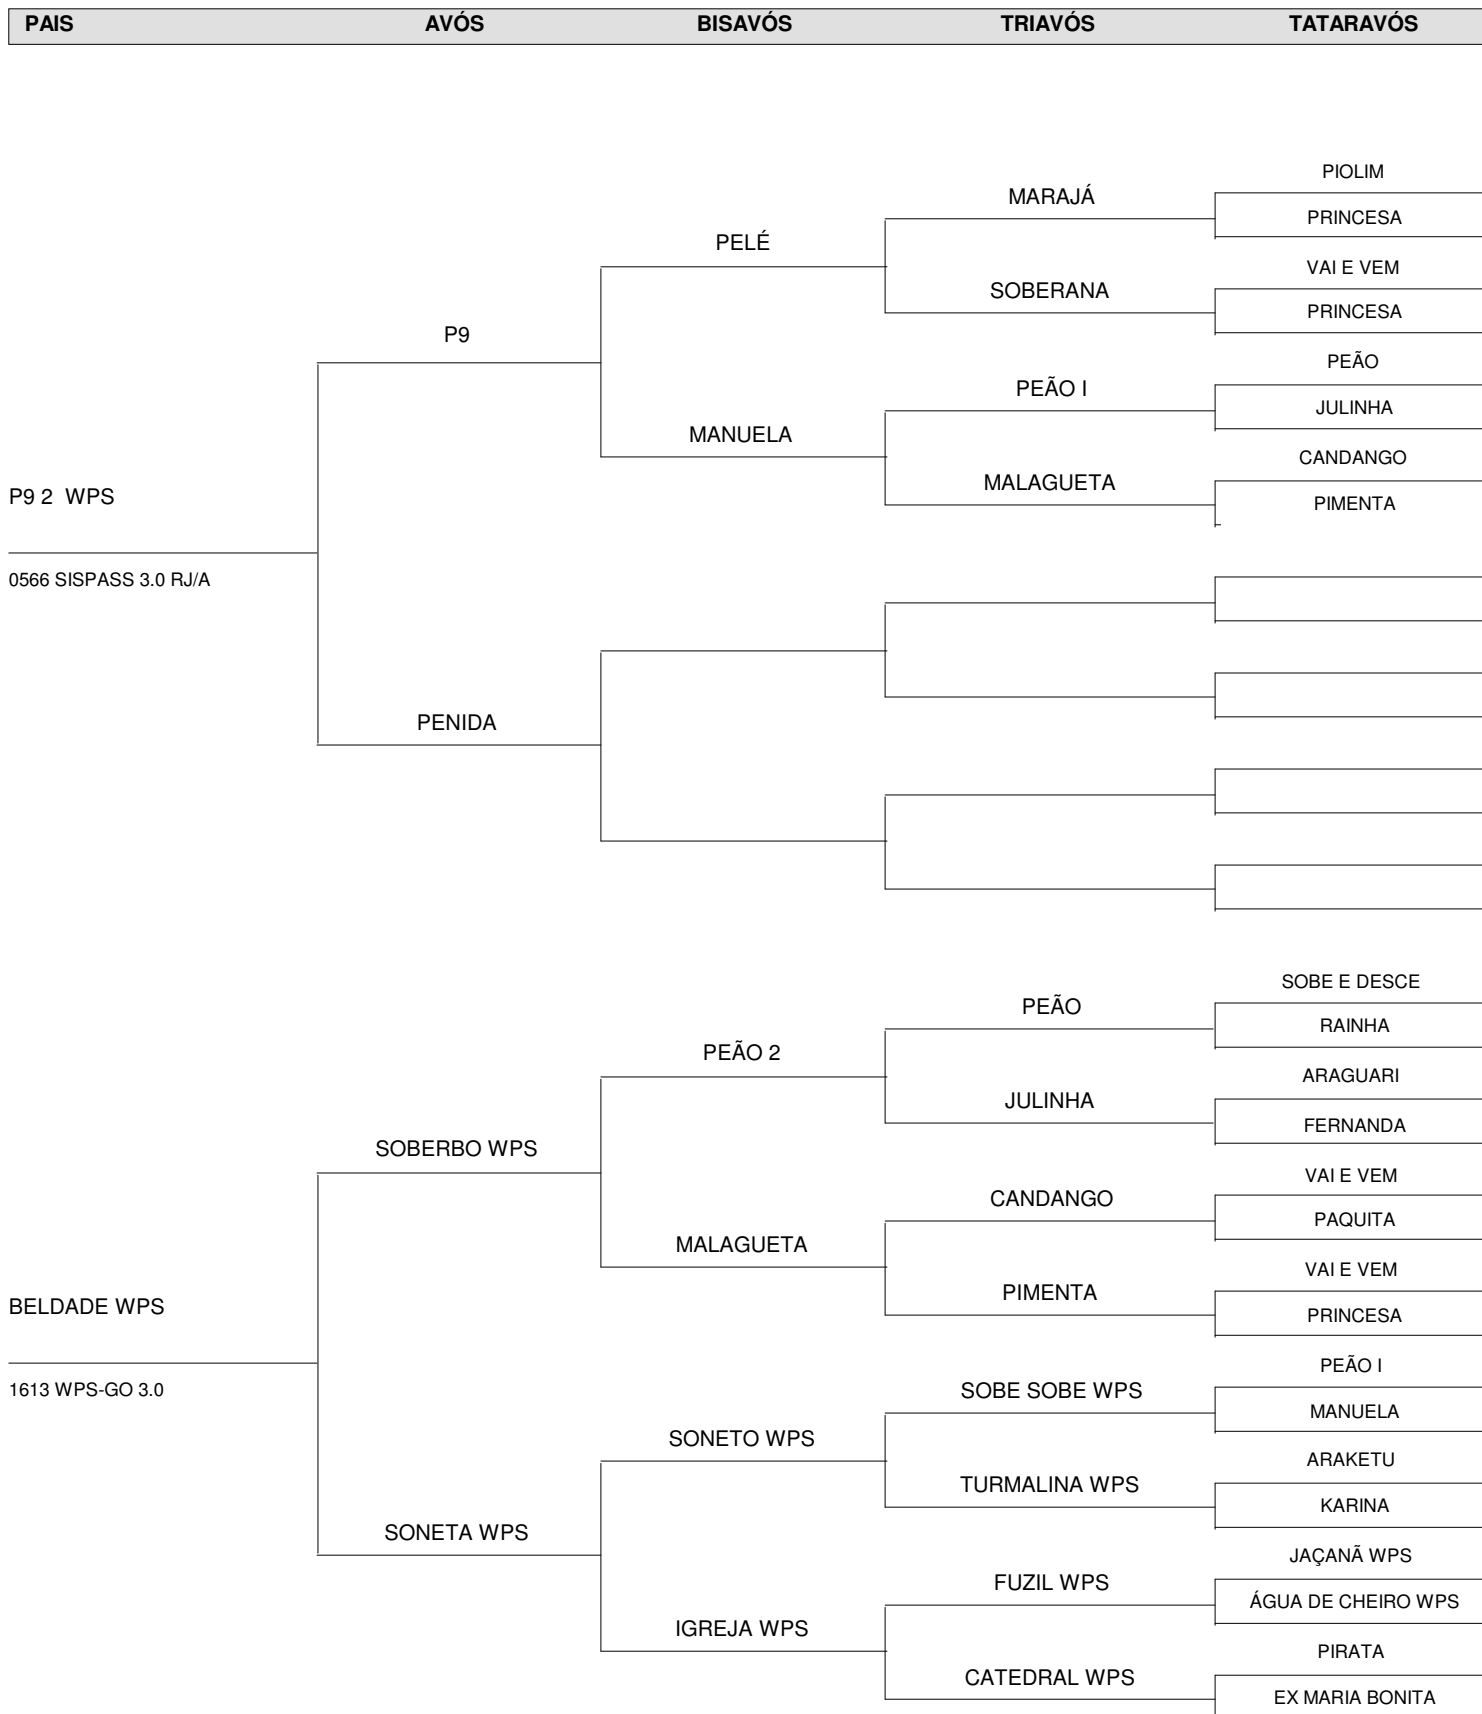 PAIS AVÓS BISAVÓS TRIAVÓS TATARAVÓS
PIOLIM
MARAJÁ
PRINCESA
PELÉ
VAI E VEM
SOBERANA
PRINCESA
P9
PEÃO
PEÃO I
JULINHA
MANUELA
CANDANGO
MALAGUETA
P9 2 WPS
PIMENTA
0566 SISPASS 3.0 RJ/A
PENIDA
SOBE E DESCE
PEÃO
RAINHA
PEÃO 2
ARAGUARI
JULINHA
FERNANDA
SOBERBO WPS
VAI E VEM
CANDANGO
PAQUITA
MALAGUETA
VAI E VEM
PIMENTA
BELDADE WPS
PRINCESA
PEÃO I
1613 WPS-GO 3.0
SOBE SOBE WPS
MANUELA
SONETO WPS
ARAKETU
TURMALINA WPS
KARINA
SONETA WPS
JAÇANÃ WPS
FUZIL WPS
ÁGUA DE CHEIRO WPS
IGREJA WPS
PIRATA
CATEDRAL WPS
EX MARIA BONITA